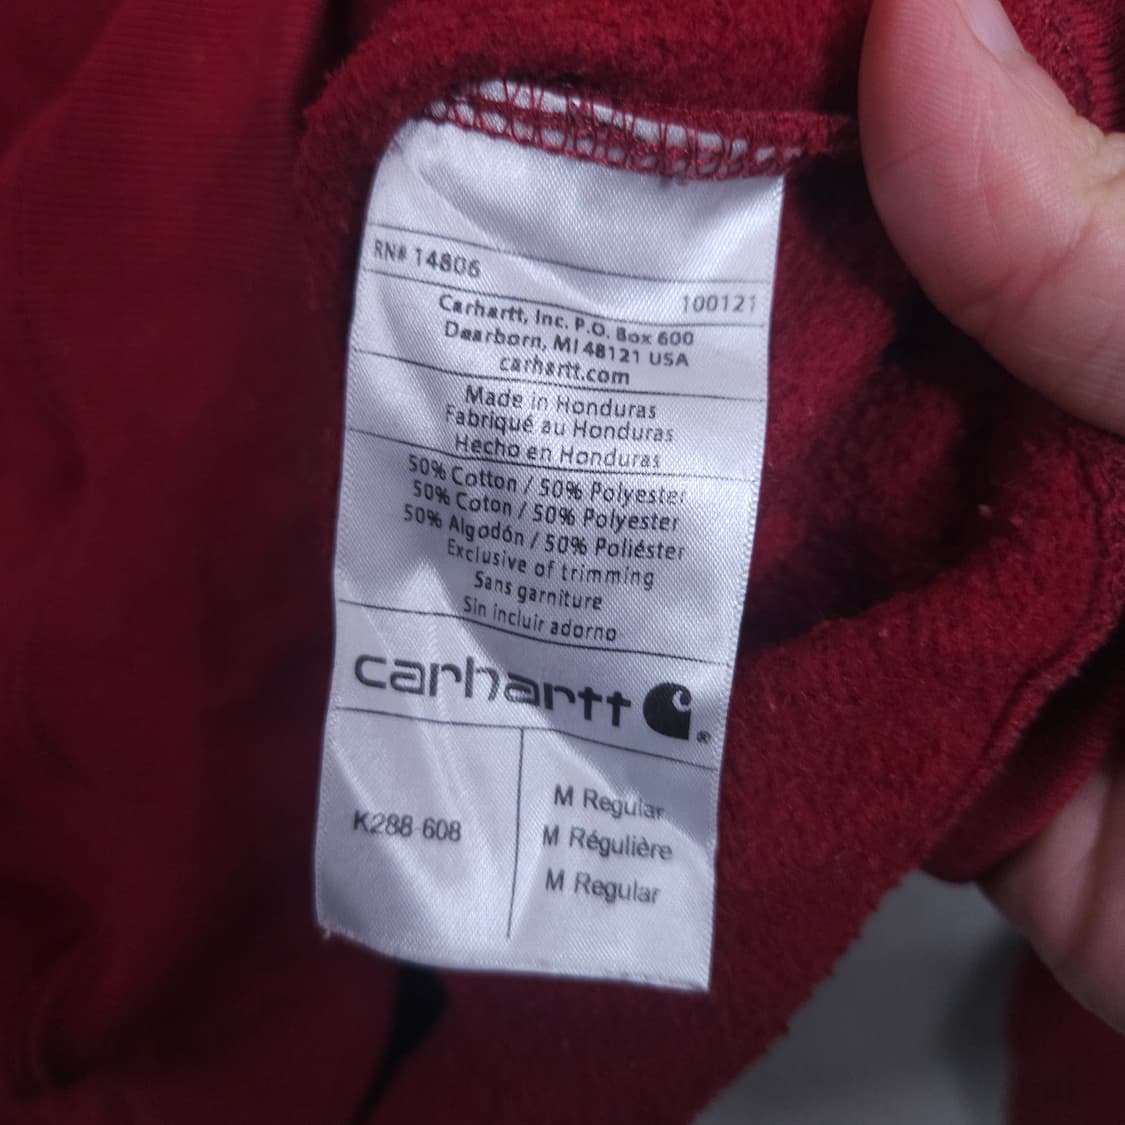 RN# 14806
100121
Carhartt, Inc. P.O. Box 600
Dearborn, MI 48121 USA
carhartt.com
Made in Honduras
Fabriqué au Honduras
Hecho en Honduras
50% Cotton / 50% Polyester
50% Coton / 50% Polyester
50% Algodón / 50% Poliéster
Exclusive of trimming
Sans garniture
Sin incluir adorno
carhartt ®
K288-608
M Regular
M Régulière
M Regular